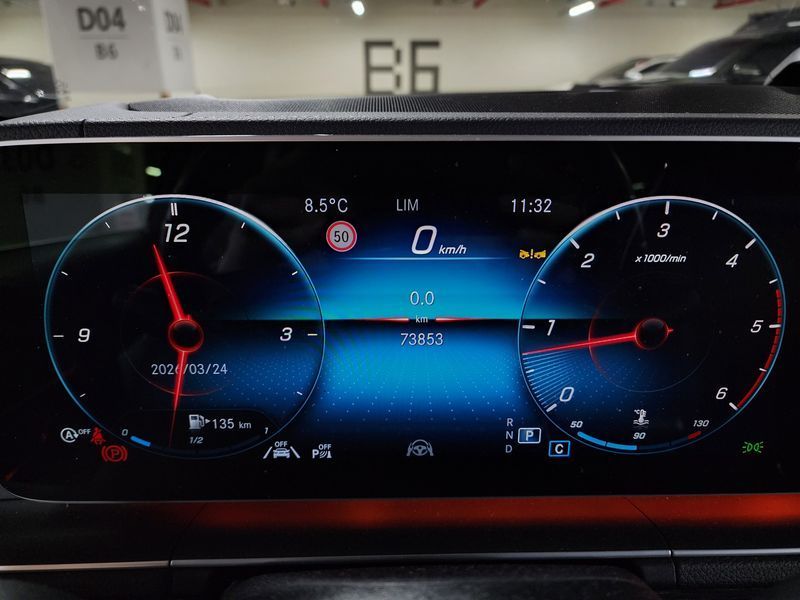 D04
B6
B6
8.5°C LIM 11:32
50
0 km/h
12
3
9
2026/03/24
0.0
km
73853
135 km
0 1/2 1
A OFF
P
OFF
P OFF
R
N
D
P
C
x1000/min
0
1
2
3
4
5
6
50 90 130